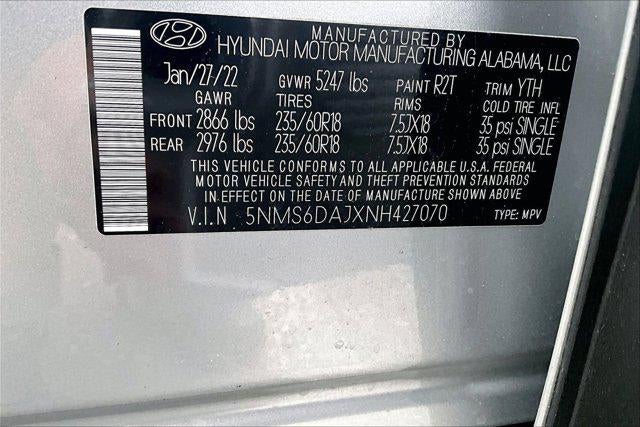 MANUFACTURED BY
HYUNDAI MOTOR MANUFACTURING ALABAMA, LLC
Jan/27/22 GVWR 5247 lbs PAINT R2T TRIM YTH
GAWR TIRES RIMS COLD TIRE INFL
FRONT 2866 lbs 235/60R18 7.5JX18 35 psi SINGLE
REAR 2976 lbs 235/60R18 7.5JX18 35 psi SINGLE
THIS VEHICLE CONFORMS TO ALL APPLICABLE U.S.A. FEDERAL
MOTOR VEHICLE SAFETY AND THEFT PREVENTION STANDARDS
IN EFFECT ON THE DATE OF MANUFACTURE SHOWN ABOVE
V.I.N 5NMS6DAJXNH427070 TYPE: MPV